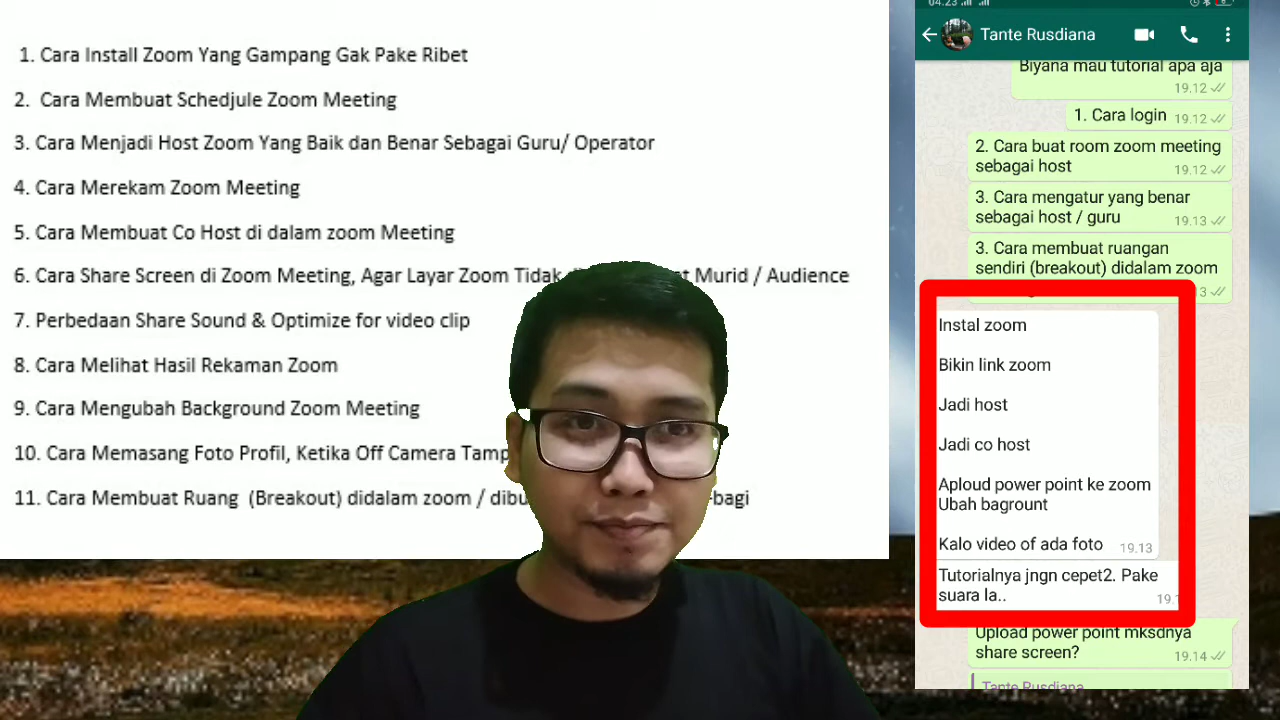 1. Cara Install Zoom Yang Gampang Gak Pake Ribet
2. Cara Membuat Schedjule Zoom Meeting
3. Cara Menjadi Host Zoom Yang Baik dan Benar Sebagai Guru/ Operator
4. Cara Merekam Zoom Meeting
5. Cara Membuat Co Host di dalam zoom Meeting
6. Cara Share Screen di Zoom Meeting, Agar Layar Zoom Tidak Murid / Audience
7. Perbedaan Share Sound & Optimize for video clip
8. Cara Melihat Hasil Rekaman Zoom
9. Cara Mengubah Background Zoom Meeting
10. Cara Memasang Foto Profil, Ketika Off Camera
11. Cara Membuat Ruang (Breakout) didalam zoom /
04.23
Tante Rusdiana
Biyana mau tutorial apa aja
19.12
1. Cara login 19.12
2. Cara buat room zoom meeting
sebagai host 19.12
3. Cara mengatur yang benar
sebagai host / guru 19.13
3. Cara membuat ruangan
sendiri (breakout) didalam zoom
Instal zoom
Bikin link zoom
Jadi host
Jadi co host
Aploud power point ke zoom
Ubah bagrount
Kalo video of ada foto 19.13
Tutorialnya jngn cepet2. Pake
suara la..
Upload power point mksdnya
share screen? 19.14
Tante Rusdiana